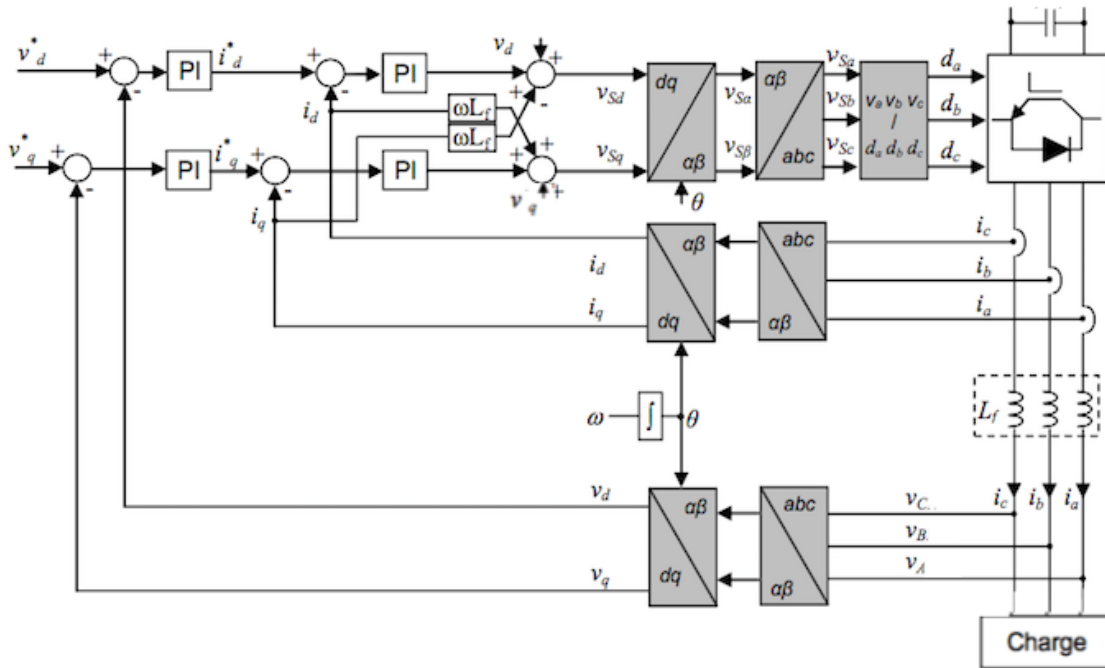 v*d
+
-
PI
i*d
+
-
PI
vd
+
+
-
vSd
dq
αβ
vSα
αβ
abc
vSa
va vb vc
/
da db dc
da
id
ωLf
ωLf
vSb
db
v*q
+
-
PI
i*q
+
-
PI
+
+
+
vq
vSq
vSβ
vSc
dc
θ
iq
id
iq
αβ
dq
abc
αβ
ic
ib
ia
ω
∫
θ
Lf
vd
vq
αβ
dq
abc
αβ
vC..
vB.
vA
ic
ib
ia
Charge